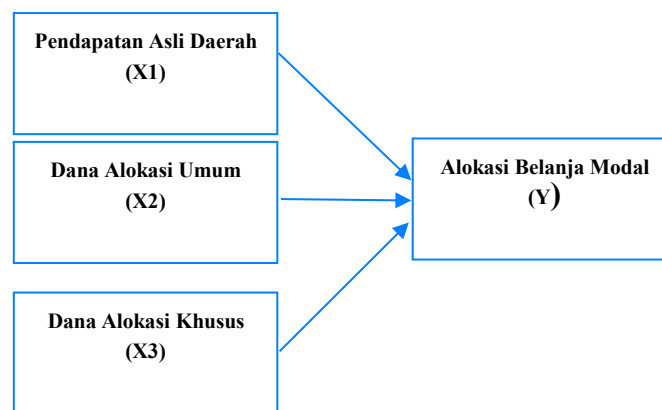 Pendapatan Asli Daerah
(X1)
Dana Alokasi Umum
(X2)
Alokasi Belanja Modal
(Y)
Dana Alokasi Khusus
(X3)